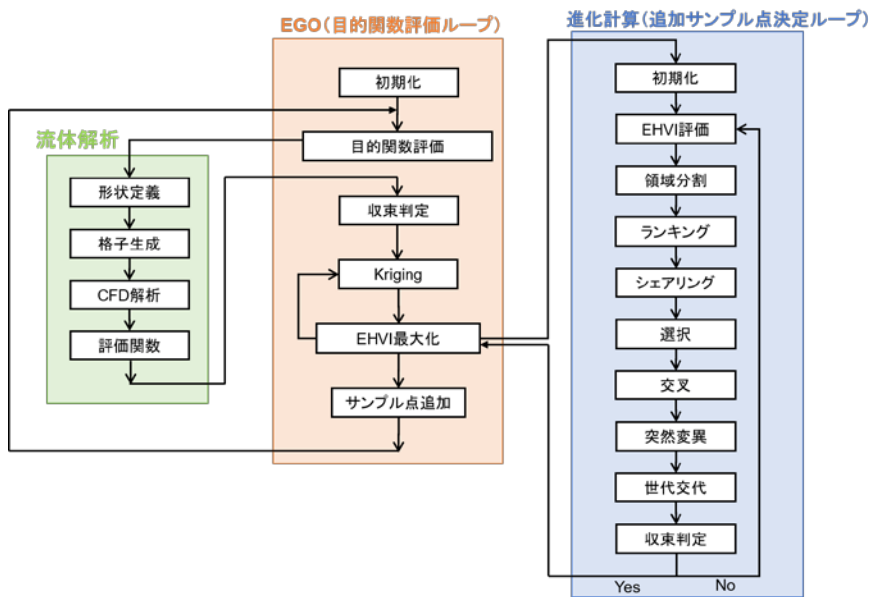 EGO(目的関数評価ループ)
初期化
目的関数評価
流体解析
形状定義
格子生成
CFD解析
評価関数
収束判定
Kriging
EHVI最大化
サンプル点追加
進化計算(追加サンプル点決定ループ)
初期化
EHVI評価
領域分割
ランキング
シェアリング
選択
交叉
突然変異
世代交代
収束判定
Yes
No